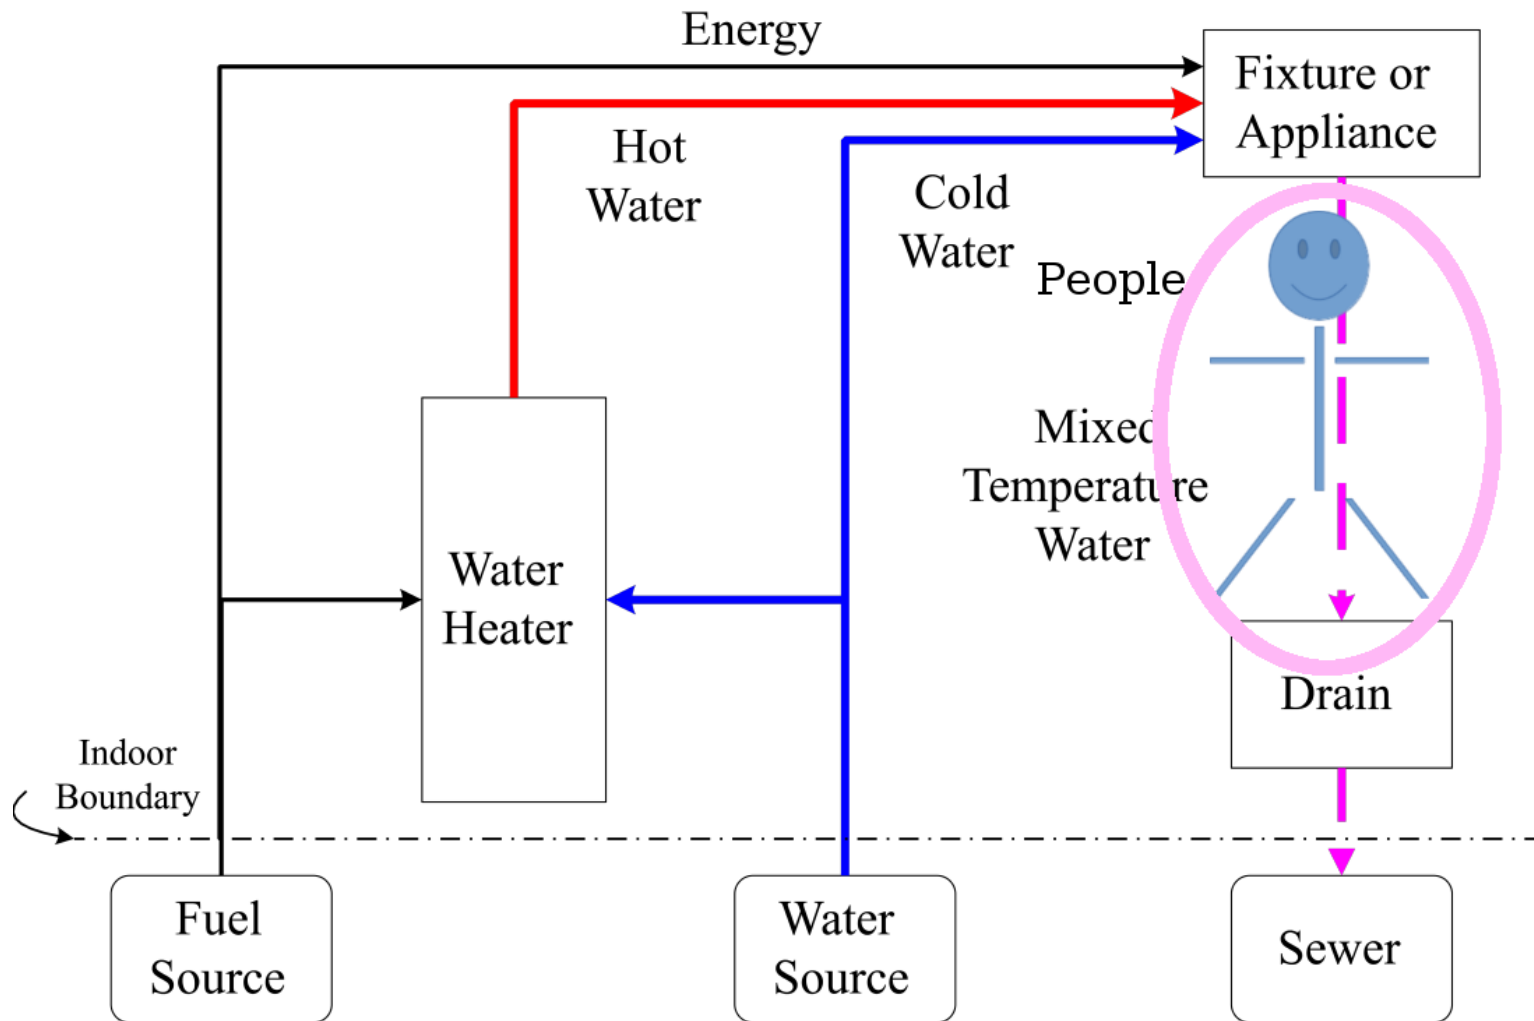 Energy
Fixture or
Appliance
Hot
Water
Cold
Water
People
Mixed
Temperature
Water
Water
Heater
Drain
Indoor
Boundary
Fuel
Source
Water
Source
Sewer